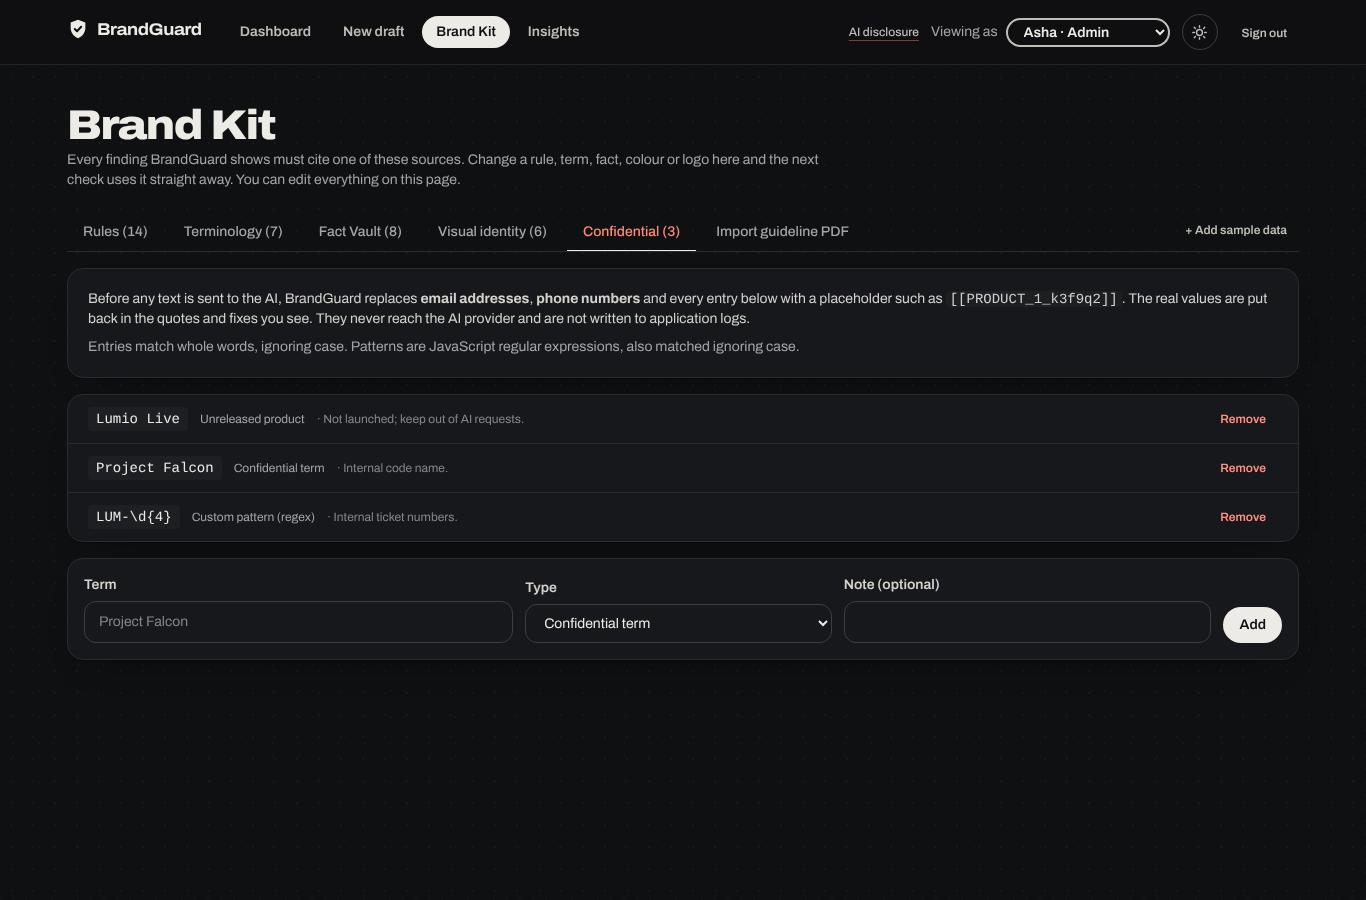 BrandGuard
Dashboard
New draft
Brand Kit
Insights
AI disclosure
Viewing as
Asha · Admin
Sign out
Brand Kit
Every finding BrandGuard shows must cite one of these sources. Change a rule, term, fact, colour or logo here and the next
check uses it straight away. You can edit everything on this page.
Rules (14)
Terminology (7)
Fact Vault (8)
Visual identity (6)
Confidential (3)
Import guideline PDF
+ Add sample data
Before any text is sent to the AI, BrandGuard replaces email addresses, phone numbers and every entry below with a placeholder such as [[PRODUCT_1_k3f9q2]]. The real values are put
back in the quotes and fixes you see. They never reach the AI provider and are not written to application logs.
Entries match whole words, ignoring case. Patterns are JavaScript regular expressions, also matched ignoring case.
Lumio Live Unreleased product · Not launched; keep out of AI requests. Remove
Project Falcon Confidential term · Internal code name. Remove
LUM-\d{4} Custom pattern (regex) · Internal ticket numbers. Remove
Term
Type
Note (optional)
Project Falcon
Confidential term
Add